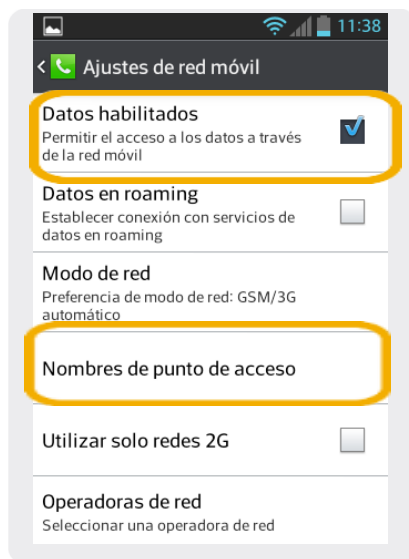 11:38
Ajustes de red móvil
Datos habilitados
Permitir el acceso a los datos a través
de la red móvil
Datos en roaming
Establecer conexión con servicios de
datos en roaming
Modo de red
Preferencia de modo de red: GSM/3G
automático
Nombres de punto de acceso
Utilizar solo redes 2G
Operadoras de red
Seleccionar una operadora de red